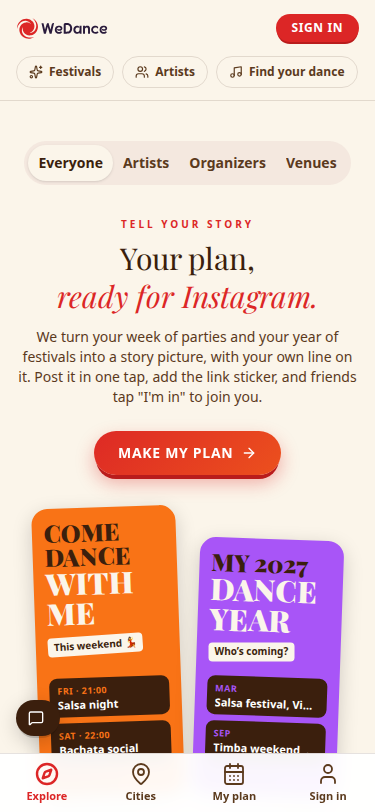 WeDance
SIGN IN
Festivals
Artists
Find your dance
Everyone
Artists
Organizers
Venues
TELL YOUR STORY
Your plan,
ready for Instagram.
We turn your week of parties and your year of
festivals into a story picture, with your own line on
it. Post it in one tap, add the link sticker, and friends
tap "I'm in" to join you.
MAKE MY PLAN →
COME
DANCE
WITH
ME
This weekend 💃
FRI · 21:00
Salsa night
SAT · 22:00
Bachata social
MY 2027
DANCE
YEAR
Who's coming?
MAR
Salsa festival, Vi...
SEP
Timba weekend
Explore
Cities
My plan
Sign in